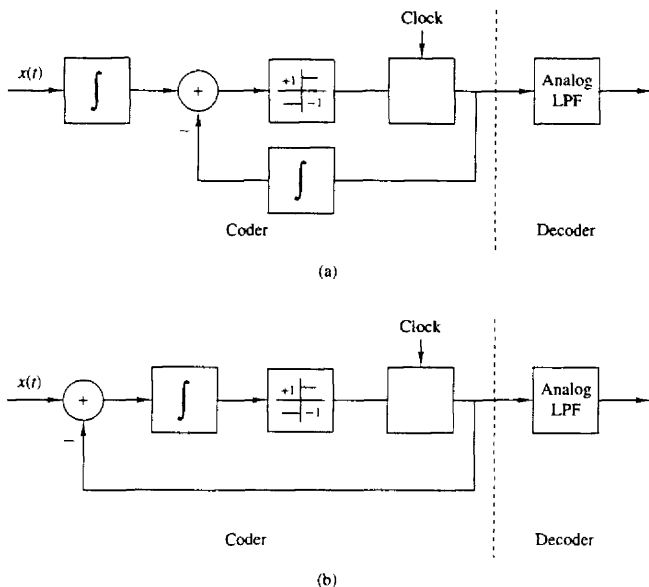 Clock
x(t)
∫
+
+1
−1
Analog
LPF
−
∫
Coder
Decoder
(a)
Clock
x(t)
+
∫
+1
−1
Analog
LPF
−
Coder
Decoder
(b)